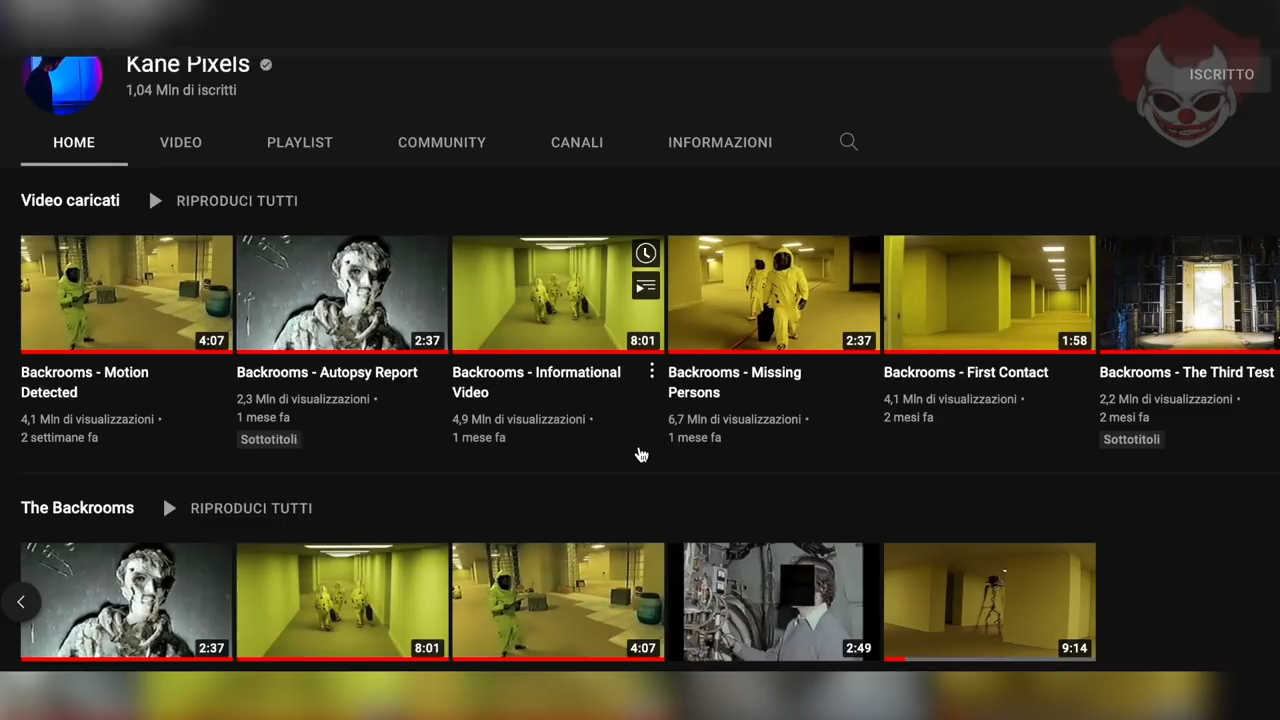 Kane Pixels
1,04 Mln di iscritti
ISCRITTO
HOME
VIDEO
PLAYLIST
COMMUNITY
CANALI
INFORMAZIONI
Video caricati
RIPRODUCI TUTTI
4:07
2:37
8:01
2:37
1:58
Backrooms - Motion
Detected
4,1 Mln di visualizzazioni •
2 settimane fa
Backrooms - Autopsy Report
2,3 Mln di visualizzazioni •
1 mese fa
Sottotitoli
Backrooms - Informational
Video
4,9 Mln di visualizzazioni •
1 mese fa
Backrooms - Missing
Persons
6,7 Mln di visualizzazioni •
1 mese fa
Backrooms - First Contact
4,1 Mln di visualizzazioni •
2 mesi fa
Backrooms - The Third Test
2,2 Mln di visualizzazioni •
2 mesi fa
Sottotitoli
The Backrooms
RIPRODUCI TUTTI
2:37
8:01
4:07
2:49
9:14